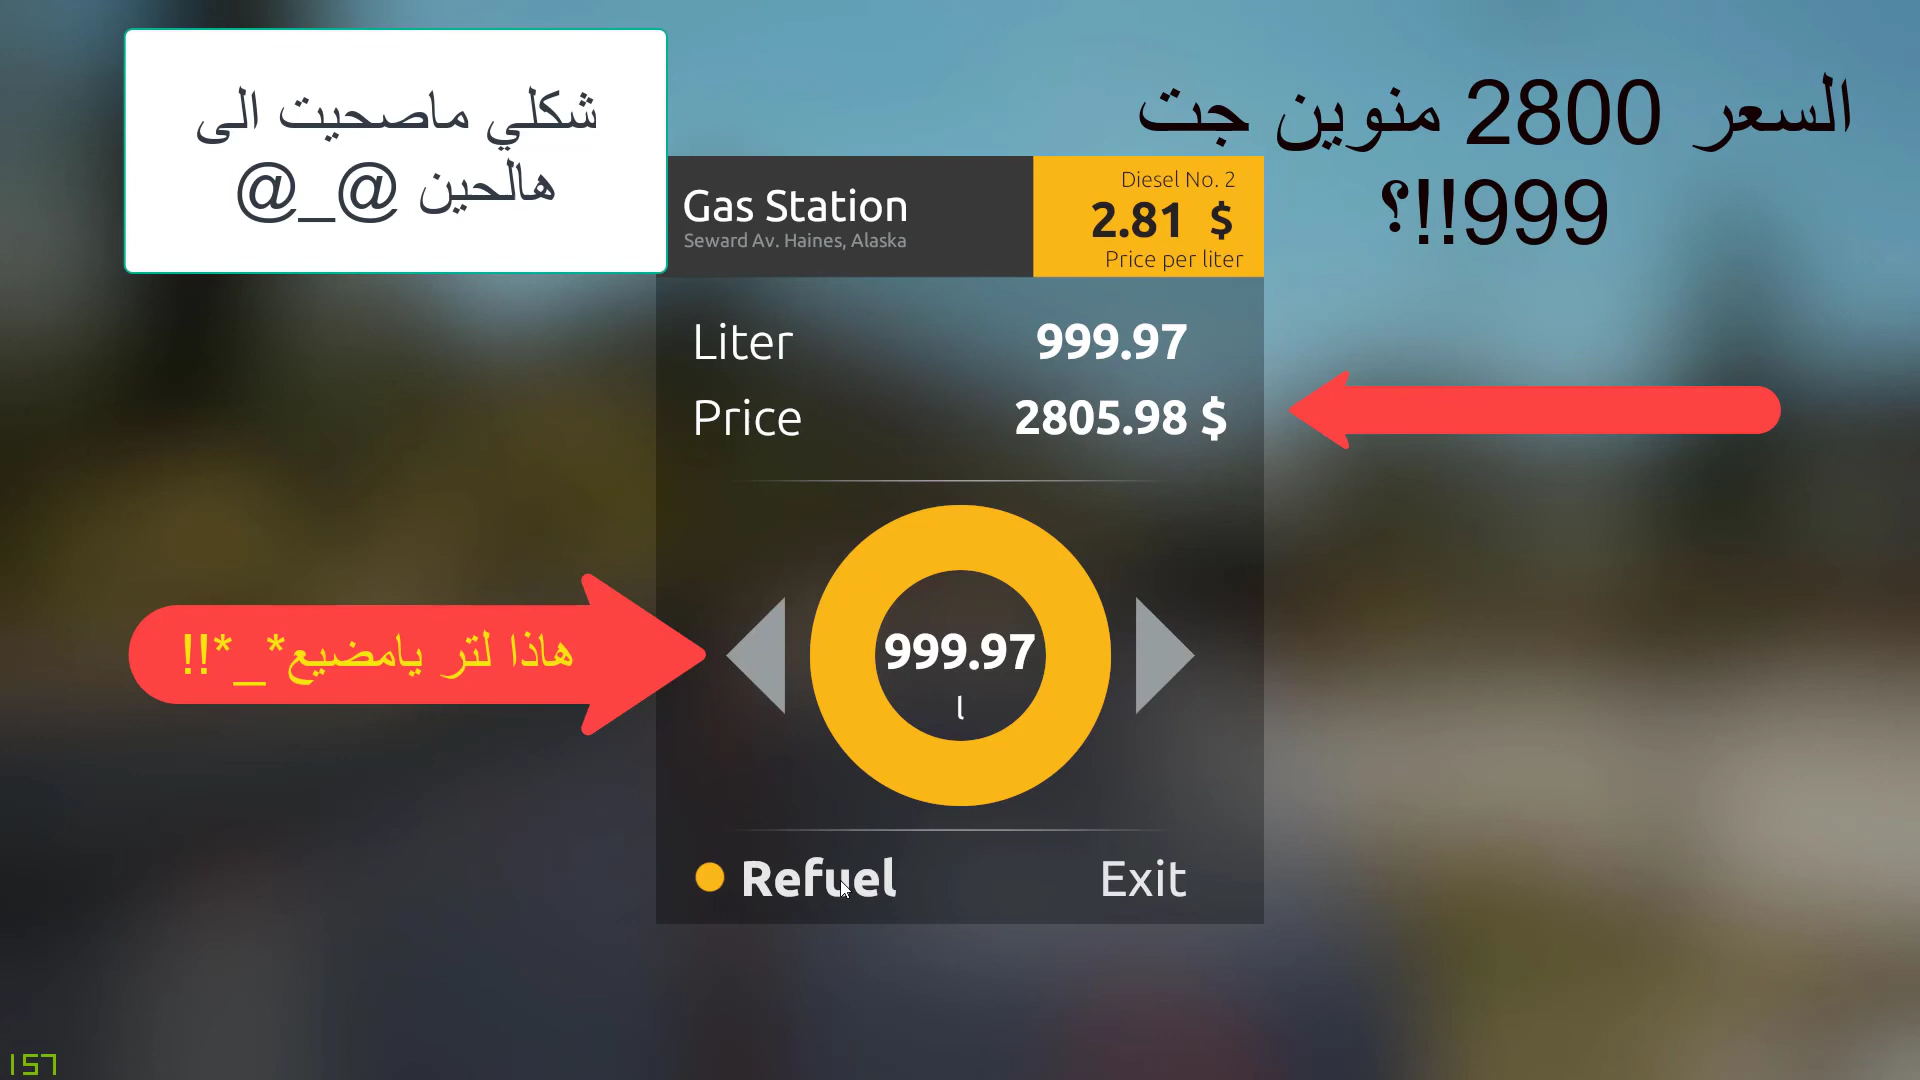 شكلي ماصحيت الى
هالحين @_@
السعر 2800 منوين جت
999!!؟
Gas Station
Seward Av. Haines, Alaska
Diesel No. 2
2.81 $
Price per liter
Liter 999.97
Price 2805.98 $
هاذا لتر يامضيع*_*!!
999.97
l
Refuel
Exit
157